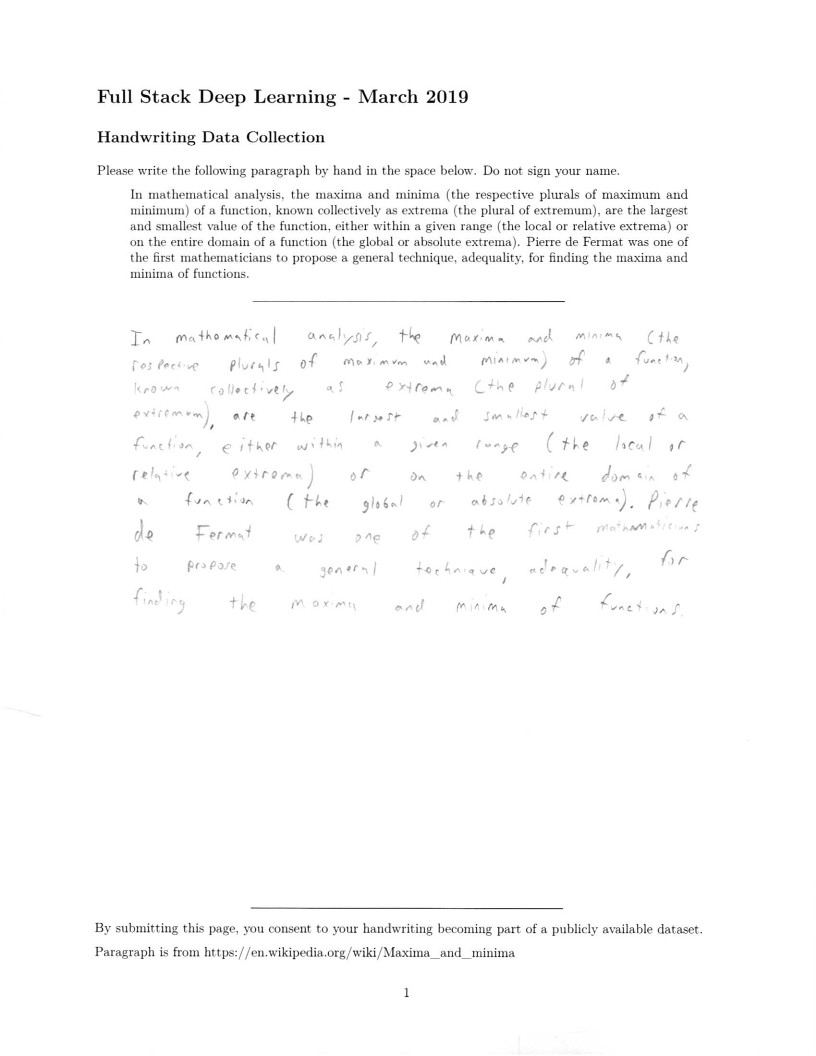 Full Stack Deep Learning - March 2019
Handwriting Data Collection
Please write the following paragraph by hand in the space below. Do not sign your name.
In mathematical analysis, the maxima and minima (the respective plurals of maximum and
minimum) of a function, known collectively as extrema (the plural of extremum), are the largest
and smallest value of the function, either within a given range (the local or relative extrema) or
on the entire domain of a function (the global or absolute extrema). Pierre de Fermat was one of
the first mathematicians to propose a general technique, adequality, for finding the maxima and
minima of functions.
In mathematical analysis, the maxima and minima (the
respective plurals of maximum and minimum) of a function,
known collectively as extrema (the plural of
extremum), are the largest and smallest value of a
function, either within a given range (the local or
relative extrema) or on the entire domain of
a function (the global or absolute extrema). Pierre
de Fermat was one of the first mathematicians
to propose a general technique, adequality, for
finding the maxima and minima of functions.
By submitting this page, you consent to your handwriting becoming part of a publicly available dataset.
Paragraph is from https://en.wikipedia.org/wiki/Maxima_and_minima
1